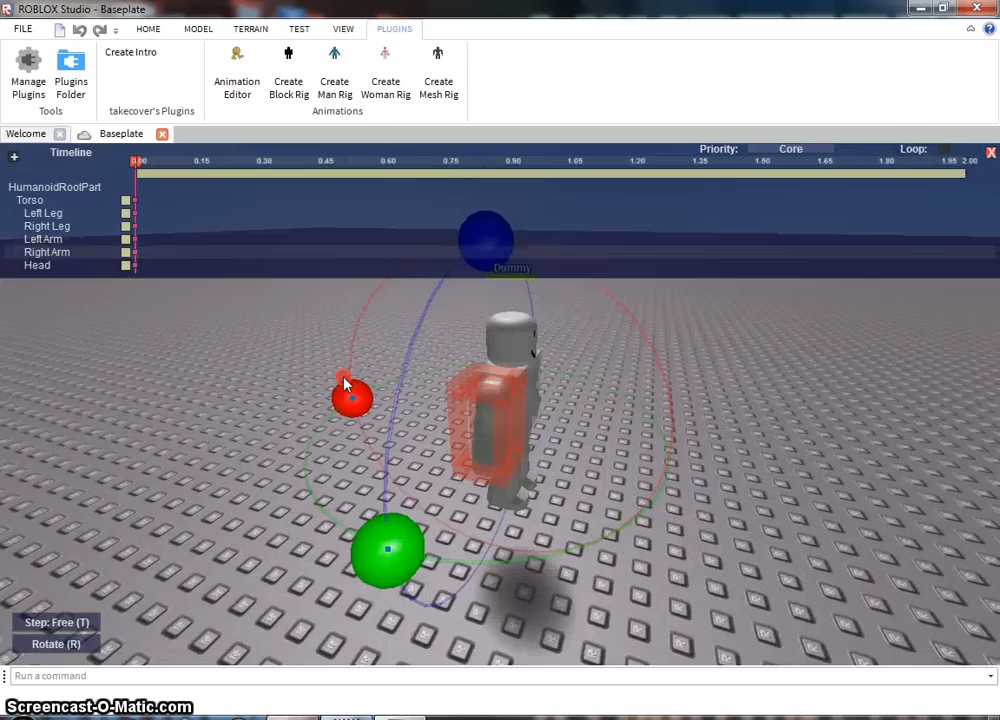 ROBLOX Studio - Baseplate
FILE HOME MODEL TERRAIN TEST VIEW PLUGINS
Create Intro
Manage Plugins
Plugins Folder
Animation Editor
Create Block Rig
Create Man Rig
Create Woman Rig
Create Mesh Rig
Tools takecover's Plugins Animations
Welcome Baseplate
Timeline Priority: Core Loop:
0.00 0.15 0.30 0.45 0.60 0.75 0.90 1.05 1.20 1.35 1.50 1.65 1.80 1.95 2.00
HumanoidRootPart
Torso
Left Leg
Right Leg
Left Arm
Right Arm
Head
Dummy
Step: Free (T)
Rotate (R)
Run a command
Screencast-O-Matic.com